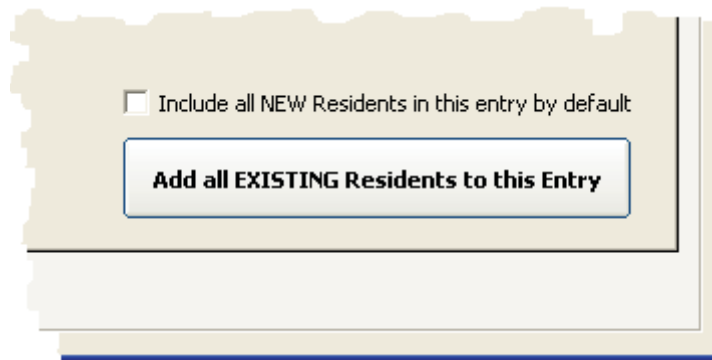 Include all NEW Residents in this entry by default
Add all EXISTING Residents to this Entry